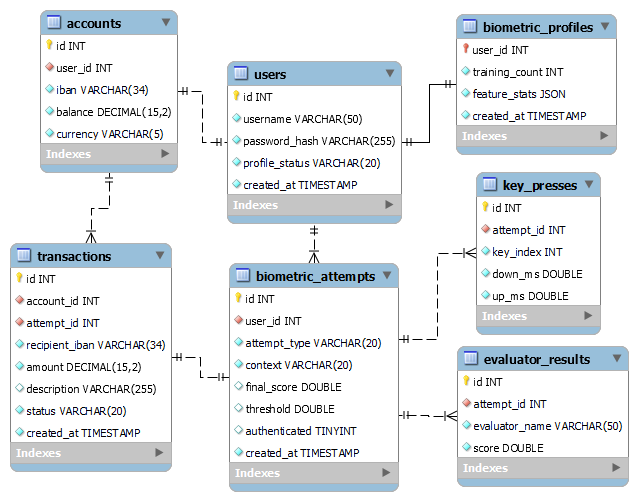 accounts
id INT
user_id INT
iban VARCHAR(34)
balance DECIMAL(15,2)
currency VARCHAR(5)
Indexes
users
id INT
username VARCHAR(50)
password_hash VARCHAR(255)
profile_status VARCHAR(20)
created_at TIMESTAMP
Indexes
biometric_profiles
user_id INT
training_count INT
feature_stats JSON
created_at TIMESTAMP
Indexes
key_presses
id INT
attempt_id INT
key_index INT
down_ms DOUBLE
up_ms DOUBLE
Indexes
transactions
id INT
account_id INT
attempt_id INT
recipient_iban VARCHAR(34)
amount DECIMAL(15,2)
description VARCHAR(255)
status VARCHAR(20)
created_at TIMESTAMP
Indexes
biometric_attempts
id INT
user_id INT
attempt_type VARCHAR(20)
context VARCHAR(20)
final_score DOUBLE
threshold DOUBLE
authenticated TINYINT
created_at TIMESTAMP
Indexes
evaluator_results
id INT
attempt_id INT
evaluator_name VARCHAR(50)
score DOUBLE
Indexes